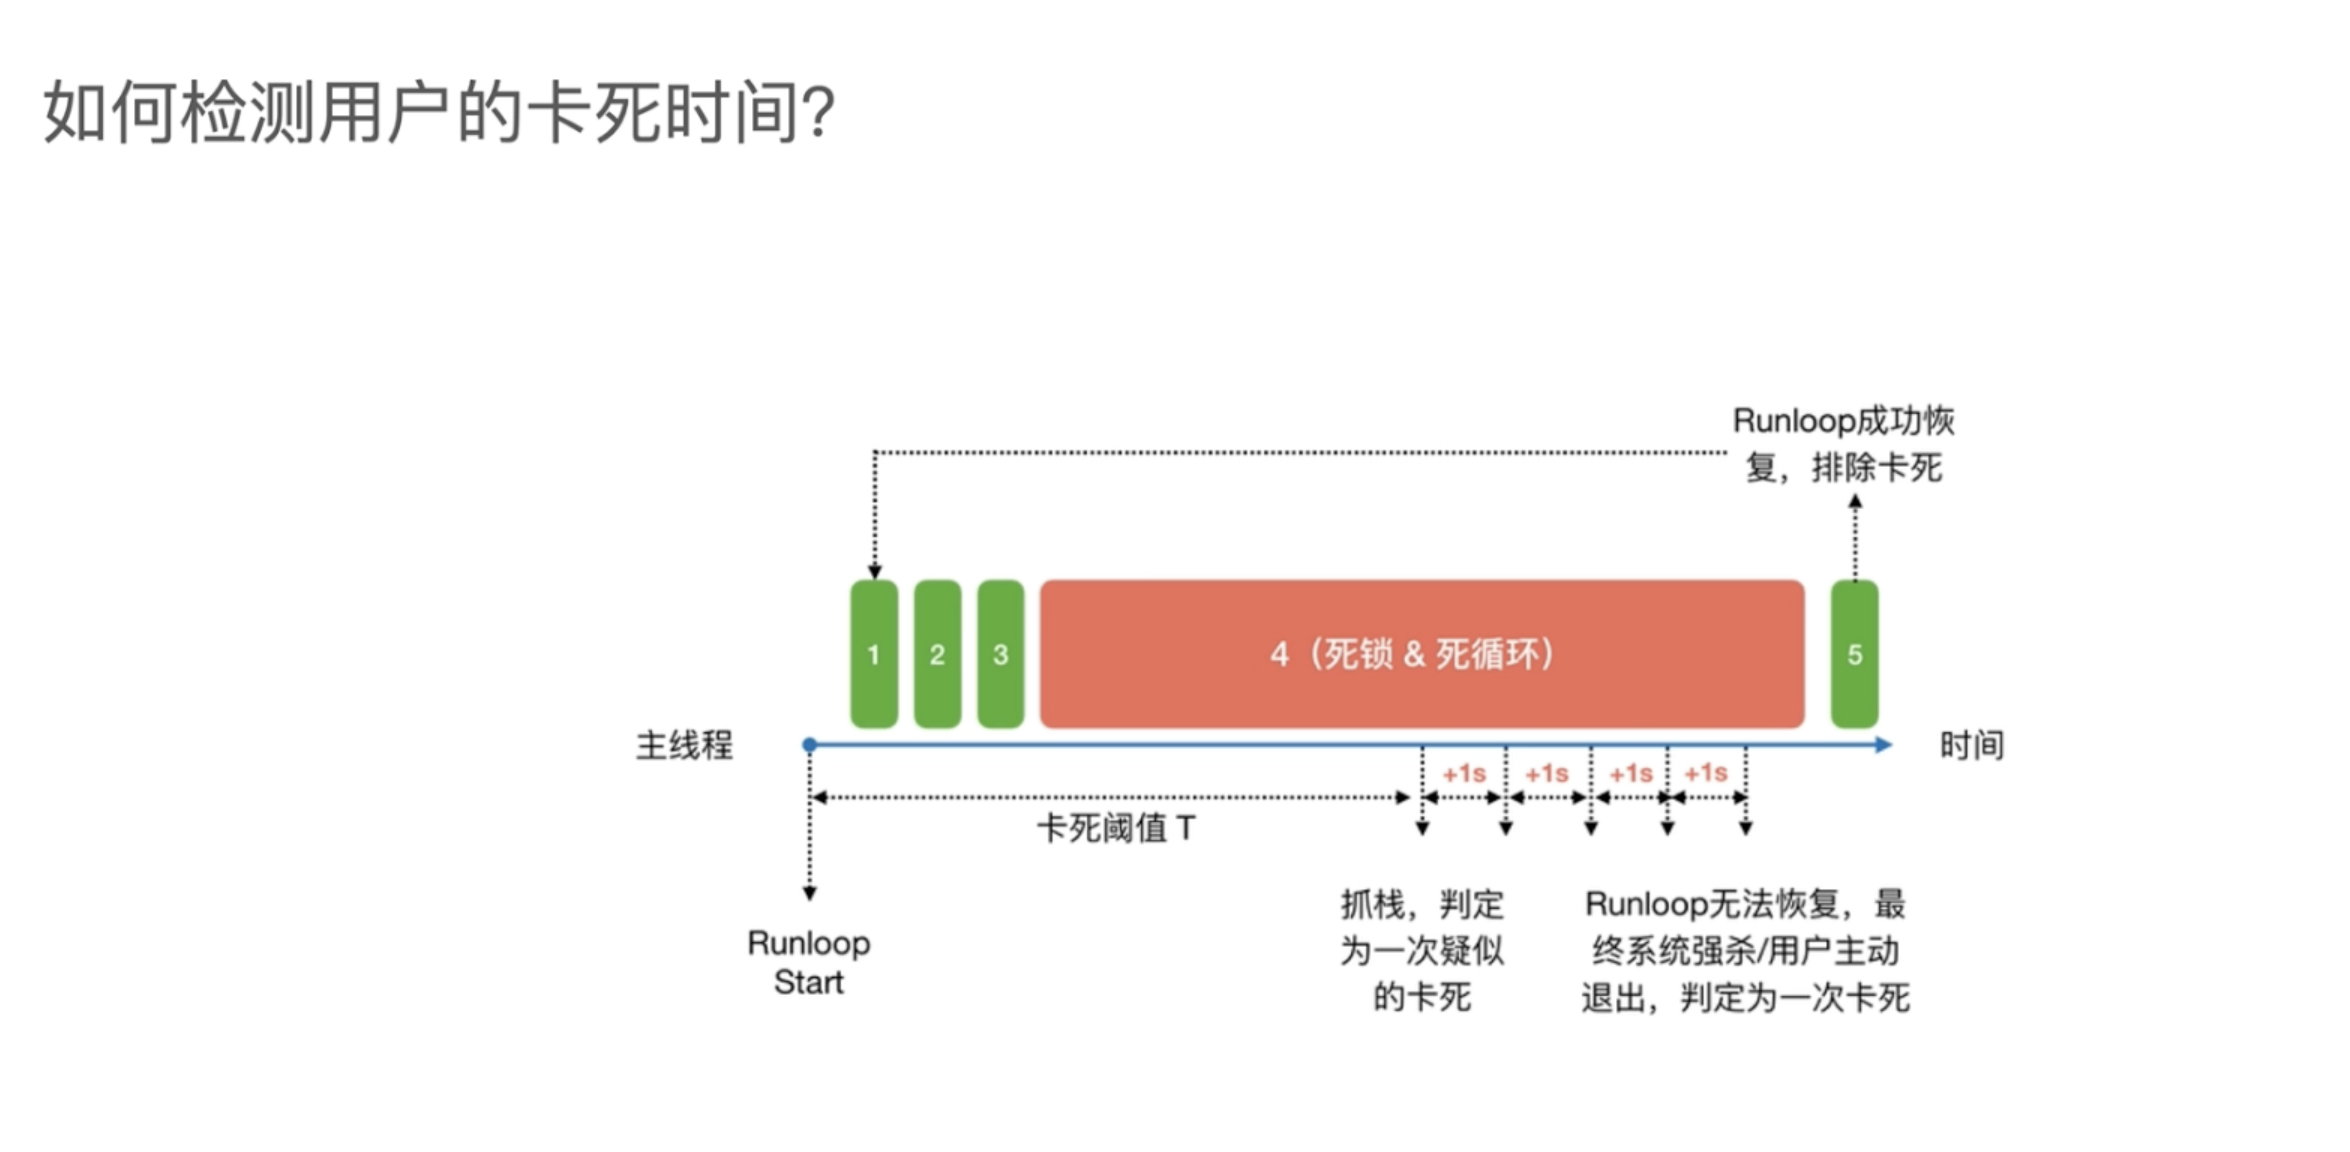 如何检测用户的卡死时间?
Runloop成功恢
复，排除卡死
1
2
3
4（死锁 & 死循环）
5
主线程
时间
+1s
+1s
+1s
+1s
卡死阈值 T
Runloop
Start
抓栈，判定
为一次疑似
的卡死
Runloop无法恢复，最
终系统强杀/用户主动
退出，判定为一次卡死